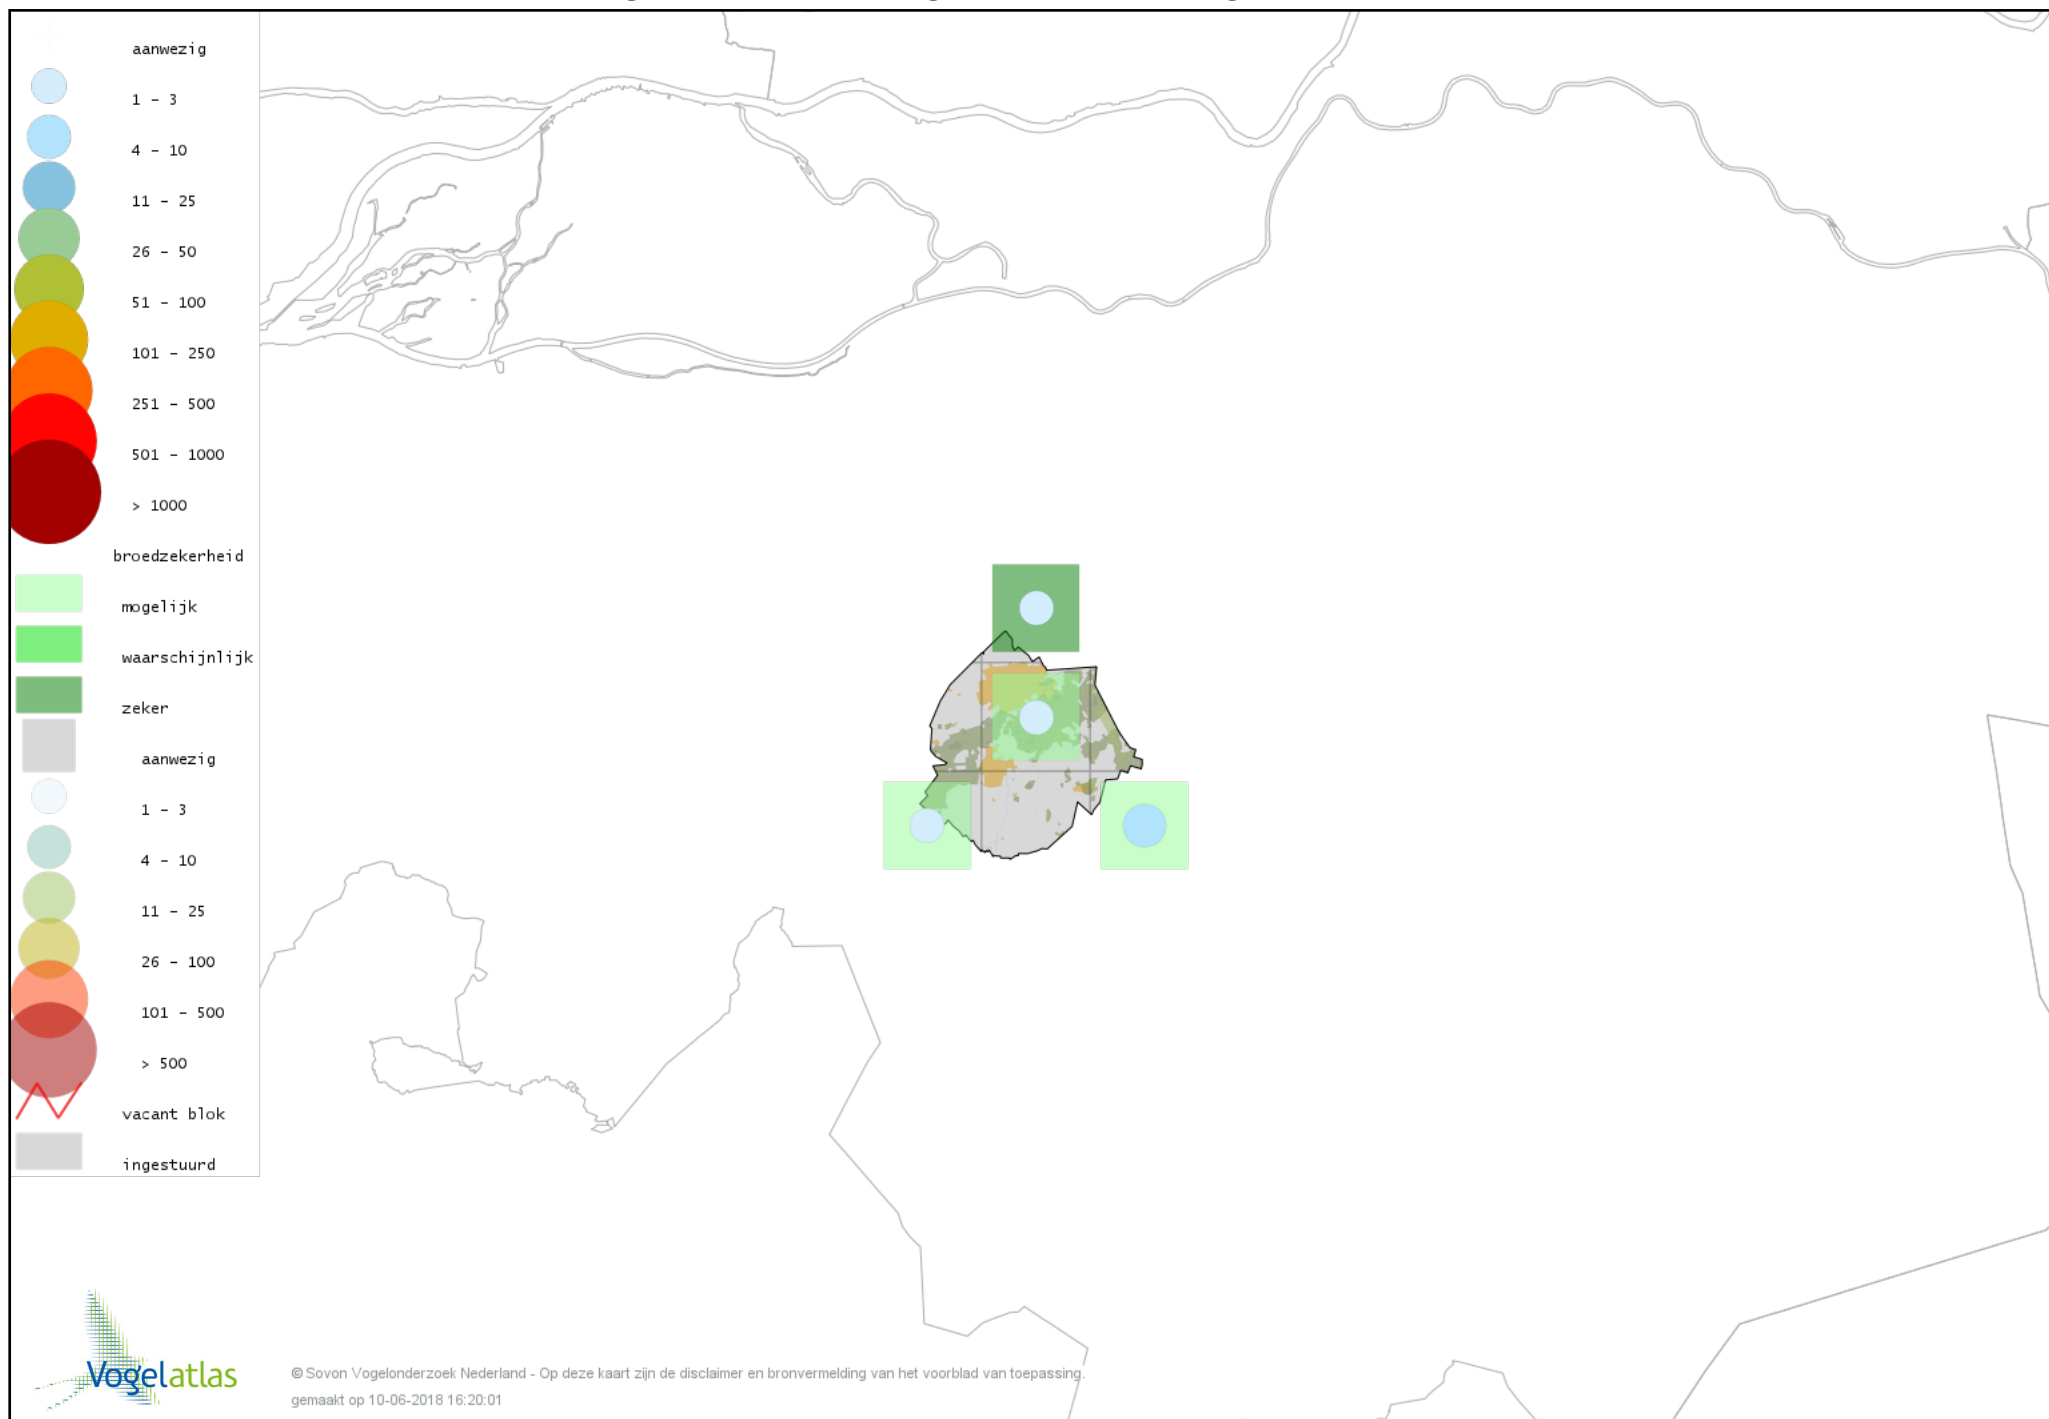 aanwezig
1 - 3
4 - 10
11 - 25
26 - 50
51 - 100
101 - 250
251 - 500
501 - 1000
> 1000
broedzekerheid
mogelijk
waarschijnlijk
zeker
aanwezig
1 - 3
4 - 10
11 - 25
26 - 100
101 - 500
> 500
vacant blok
ingestuurd
Vogelatlas
© Sovon Vogelonderzoek Nederland - Op deze kaart zijn de disclaimer en bronvermelding van het voorblad van toepassing.
gemaakt op 10-06-2018 16:20:01